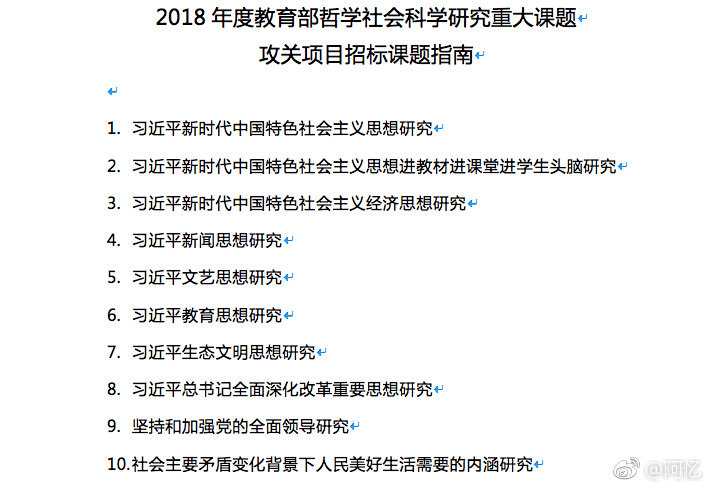 2018 年度教育部哲学社会科学研究重大课题
攻关项目招标课题指南
1. 习近平新时代中国特色社会主义思想研究
2. 习近平新时代中国特色社会主义思想进教材进课堂进学生头脑研究
3. 习近平新时代中国特色社会主义经济思想研究
4. 习近平新闻思想研究
5. 习近平文艺思想研究
6. 习近平教育思想研究
7. 习近平生态文明思想研究
8. 习近平总书记全面深化改革重要思想研究
9. 坚持和加强党的全面领导研究
10.社会主要矛盾变化背景下人民美好生活需要的内涵研究
@阿忆